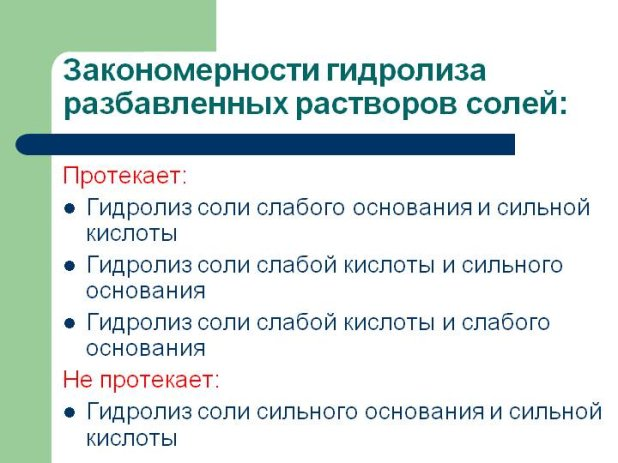 Закономерности гидролиза
разбавленных растворов солей:
Протекает:
Гидролиз соли слабого основания и сильной
кислоты
Гидролиз соли слабой кислоты и сильного
основания
Гидролиз соли слабой кислоты и слабого
основания
Не протекает:
Гидролиз соли сильного основания и сильной
кислоты